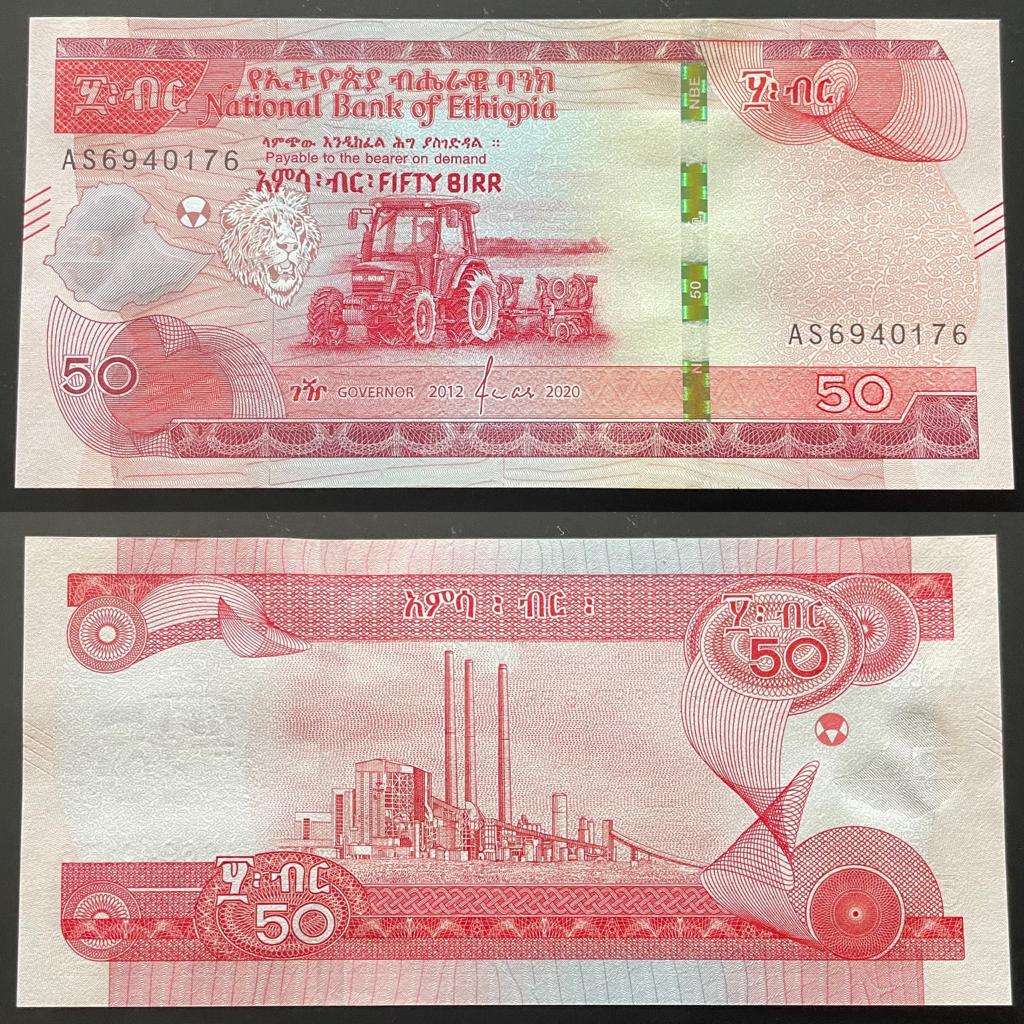 ፶፡ብር
የኢትዮጵያ ብሔራዊ ባንክ
National Bank of Ethiopia
፶፡ብር
ላምጭው እንዲከፈል ሕግ ያስገድዳል ።
Payable to the bearer on demand
አምሳ፡ብር፡FIFTY BIRR
AS6940176
NBE
50
50
AS6940176
50
ገዥ GOVERNOR 2012 2020
50
አምሳ ፡ ብር ፡
፶፡ ብር
50
፶፡ ብር
50